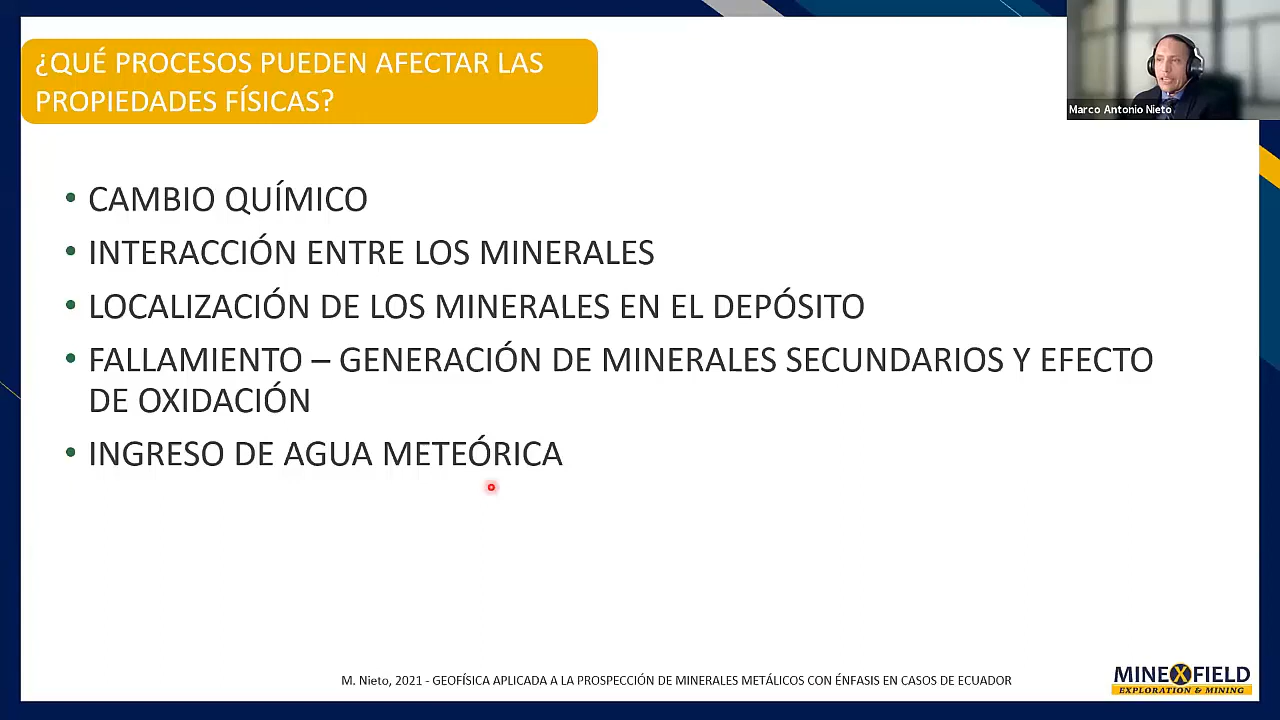 ¿QUÉ PROCESOS PUEDEN AFECTAR LAS
PROPIEDADES FÍSICAS?
Marco Antonio Nieto
• CAMBIO QUÍMICO
• INTERACCIÓN ENTRE LOS MINERALES
• LOCALIZACIÓN DE LOS MINERALES EN EL DEPÓSITO
• FALLAMIENTO – GENERACIÓN DE MINERALES SECUNDARIOS Y EFECTO
DE OXIDACIÓN
• INGRESO DE AGUA METEÓRICA
M. Nieto, 2021 - GEOFÍSICA APLICADA A LA PROSPECCIÓN DE MINERALES METÁLICOS CON ÉNFASIS EN CASOS DE ECUADOR
MINEXFIELD
EXPLORATION & MINING